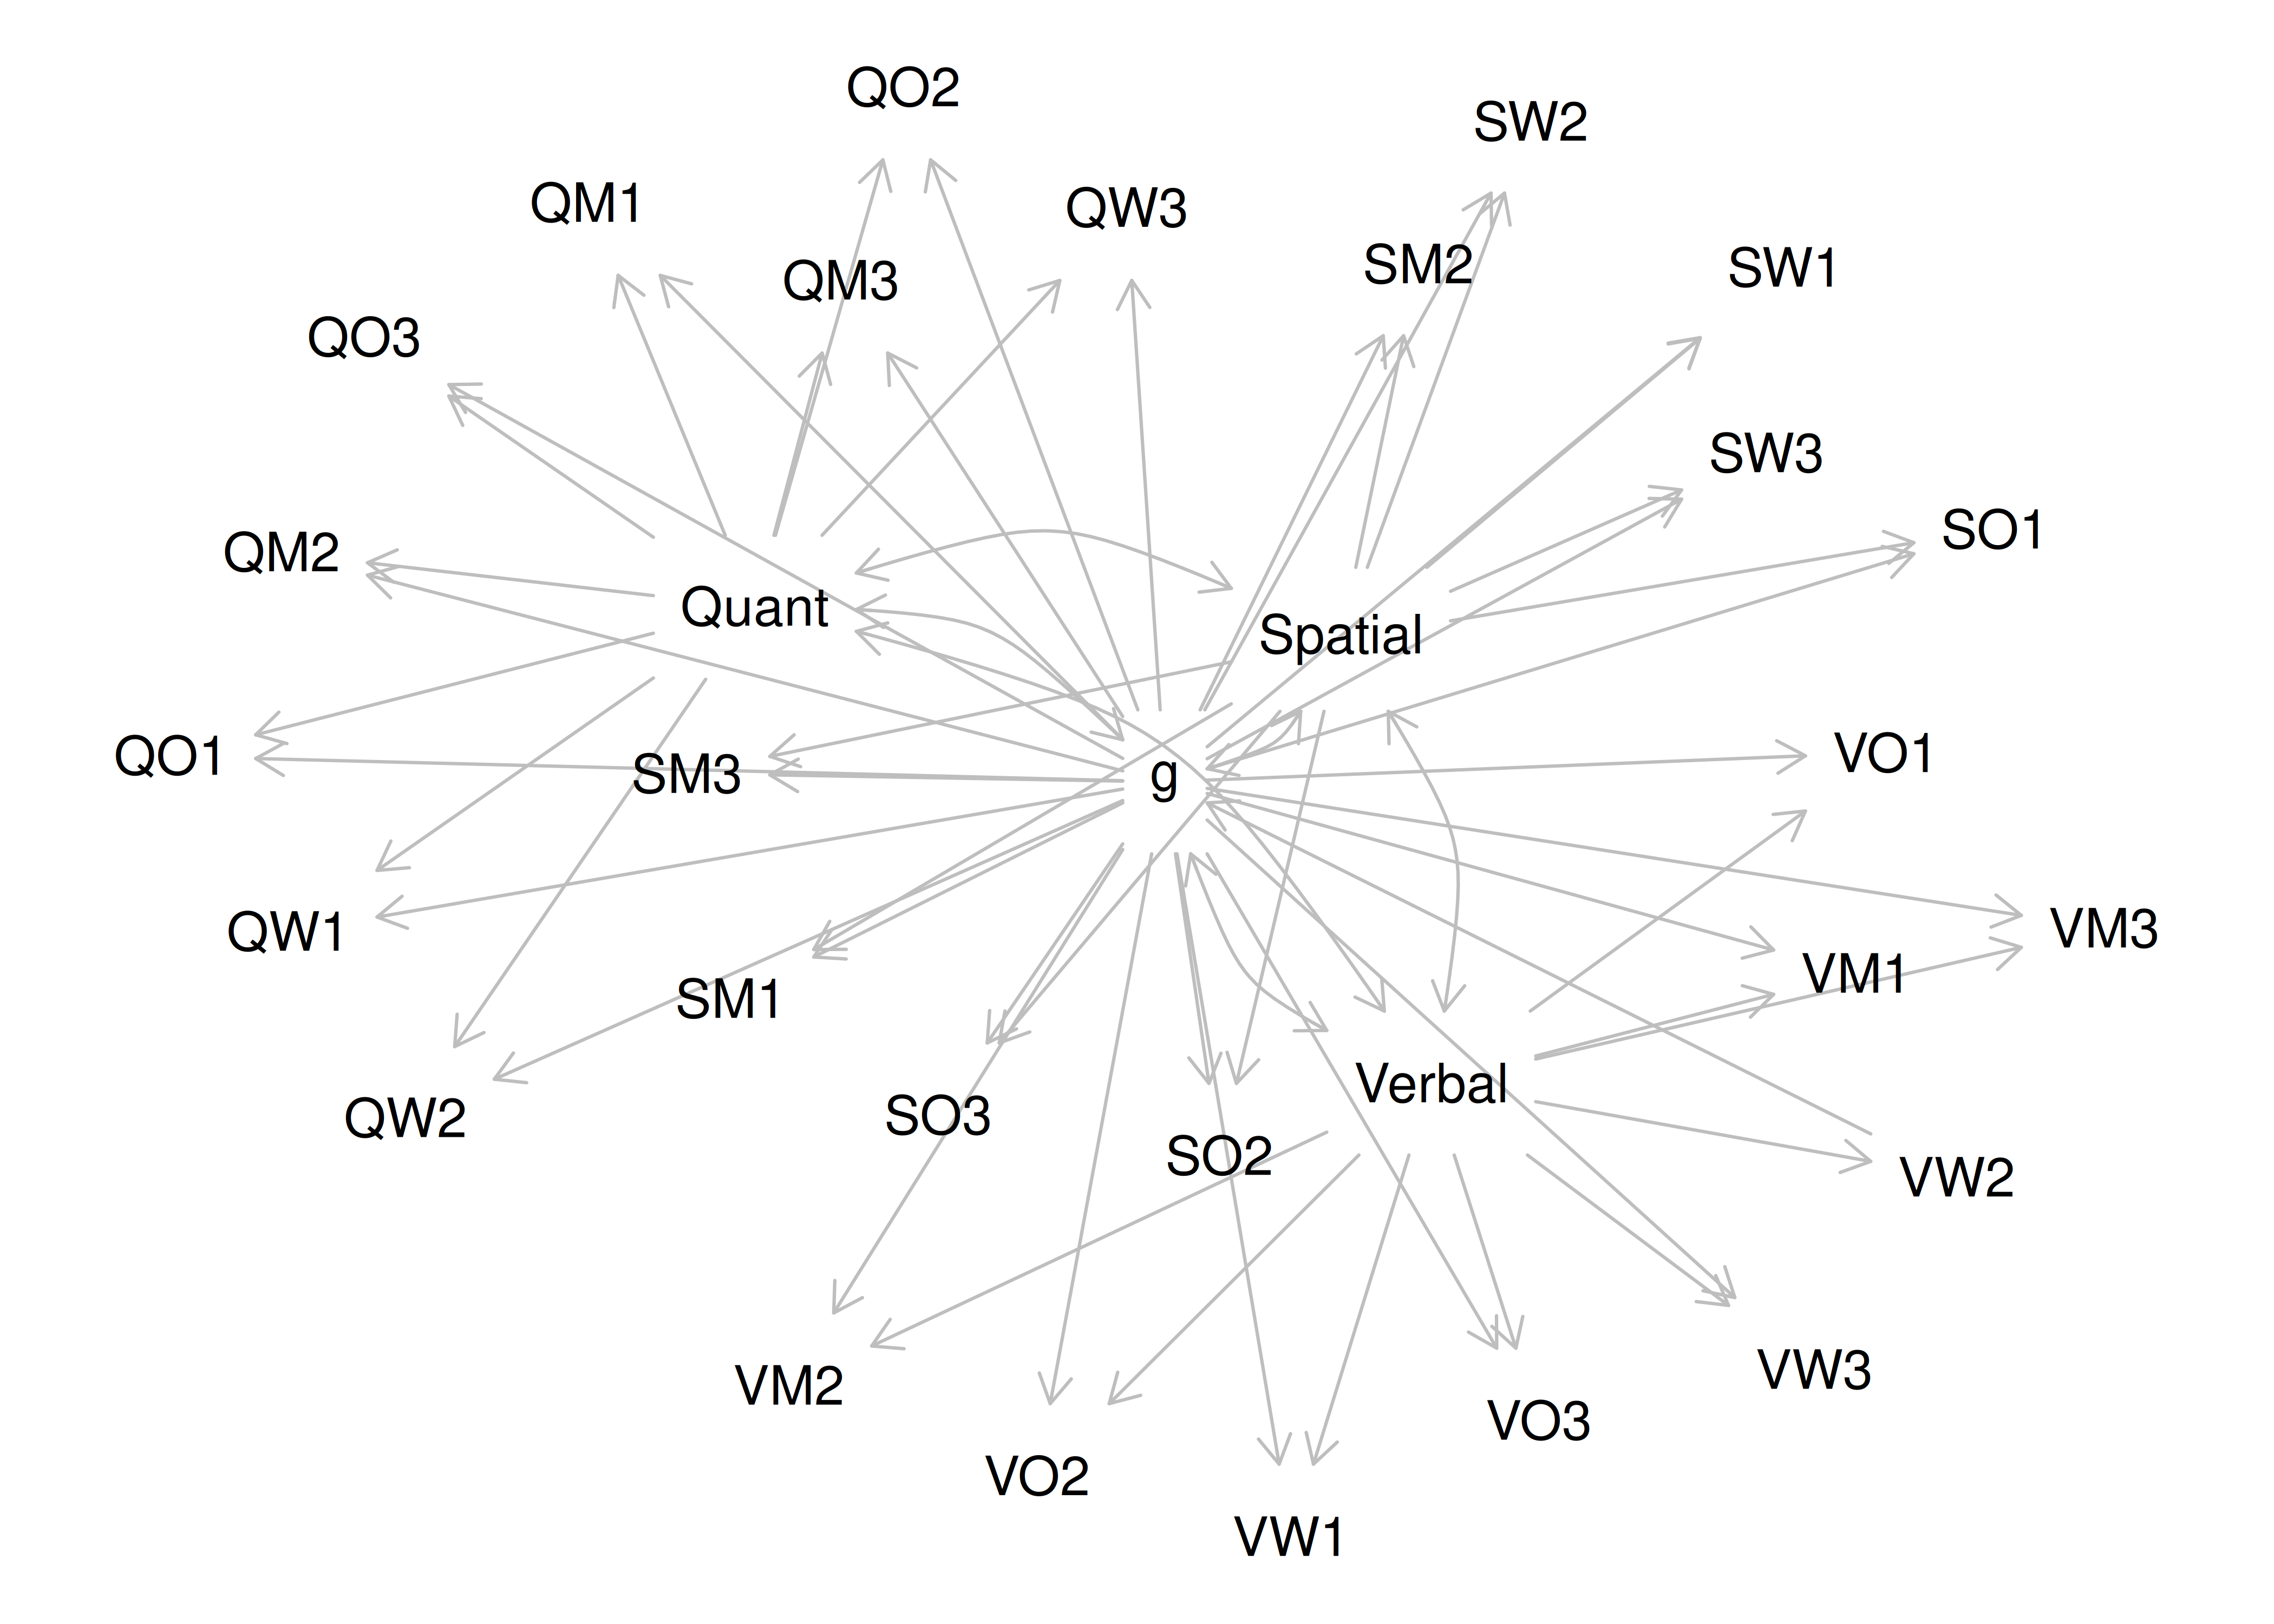 QO2
SW2
QM1
QW3
SM2
SW1
QM3
QO3
SW3
SO1
QM2
Quant
Spatial
QO1
SM3
g
VO1
QW1
SM1
VM1
VM3
QW2
SO3
SO2
Verbal
VW2
VM2
VO2
VO3
VW3
VW1